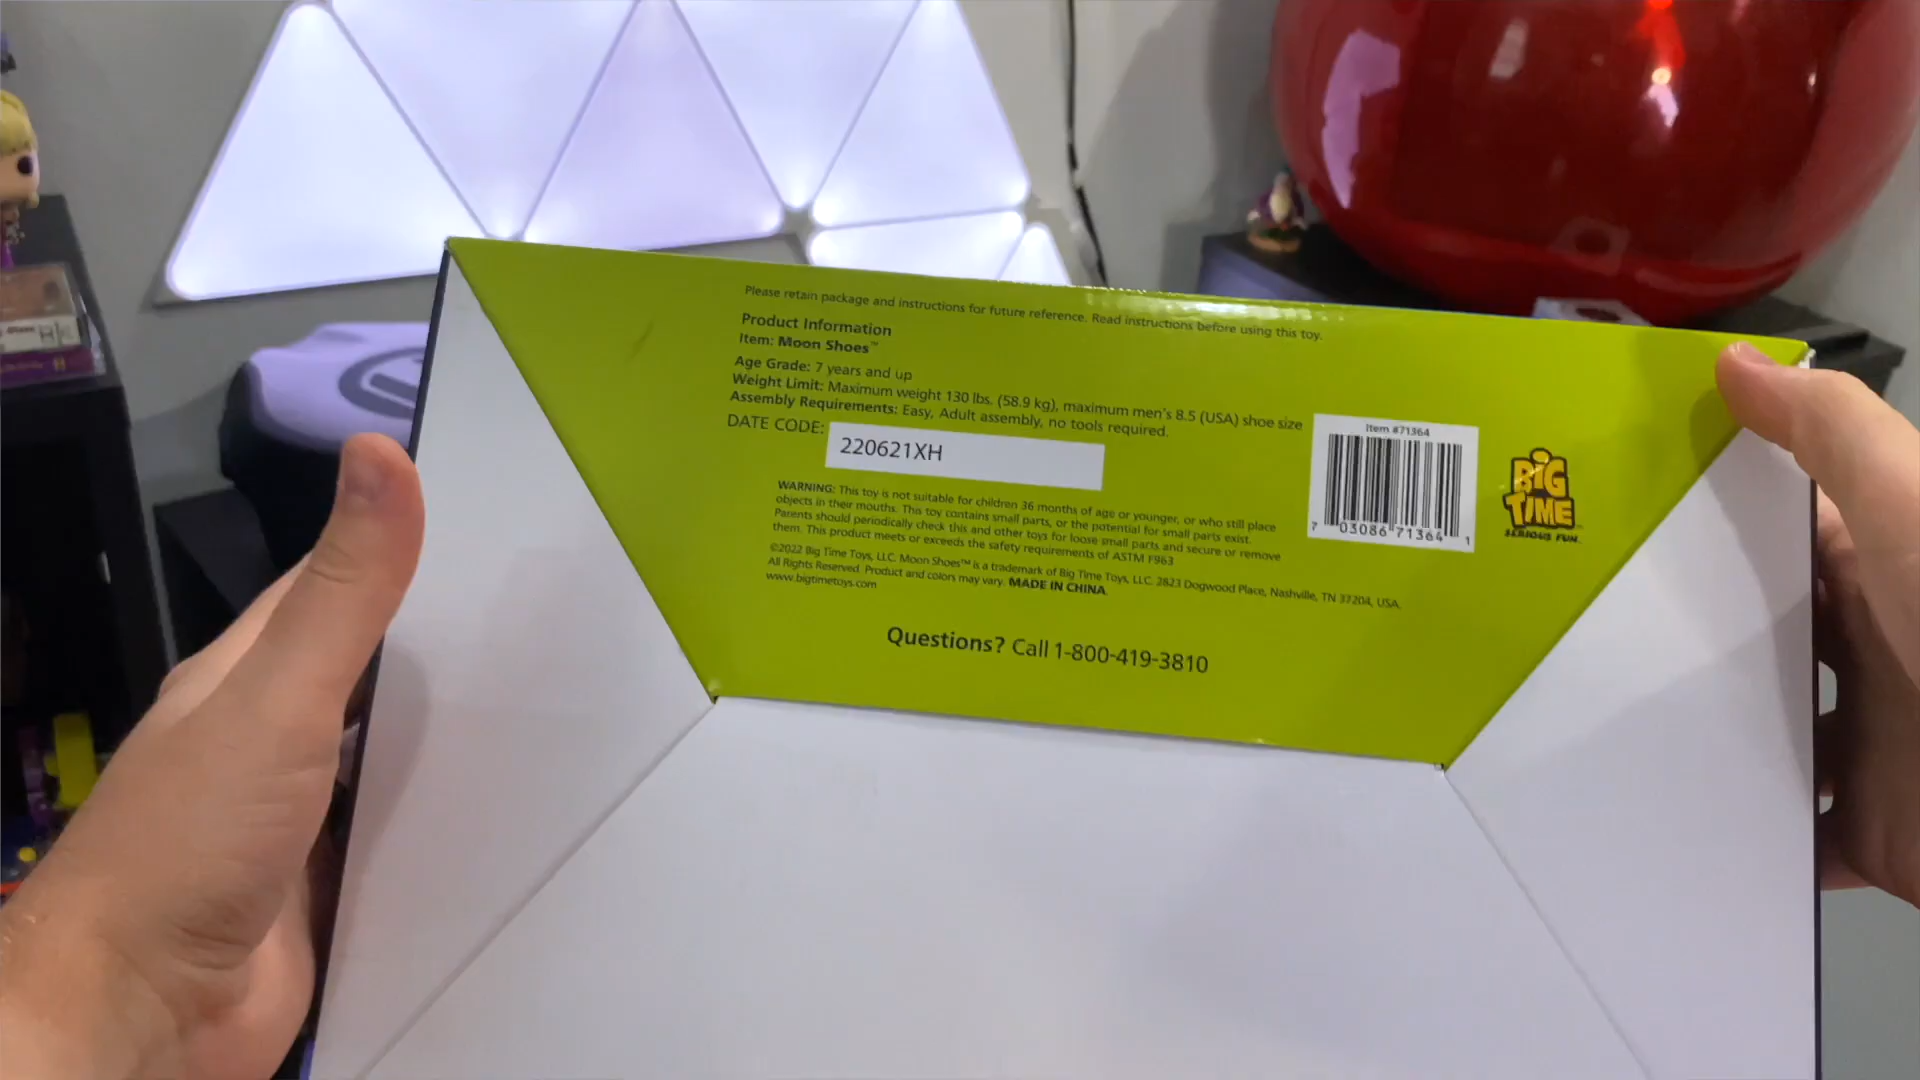 Please retain package and instructions for future reference. Read instructions before using this toy.
Product Information
Item: Moon Shoes™
Age Grade: 7 years and up
Weight Limit: Maximum weight 130 lbs. (58.9 kg), maximum men's 8.5 (USA) shoe size
Assembly Requirements: Easy, Adult assembly, no tools required.
DATE CODE:
220621XH
Item #71364
7 03086 71364 1
BIG
TIME
SERIOUS FUN.
WARNING: This toy is not suitable for children 36 months of age or younger, or who still place
objects in their mouths. This toy contains small parts, or the potential for small parts exist.
Parents should periodically check this and other toys for loose small parts and secure or remove
them. This product meets or exceeds the safety requirements of ASTM F963
©2022 Big Time Toys, LLC. Moon Shoes™ is a trademark of Big Time Toys, LLC. 2823 Dogwood Place, Nashville, TN 37204, USA.
All Rights Reserved. Product and colors may vary. MADE IN CHINA.
www.bigtimetoys.com
Questions? Call 1-800-419-3810